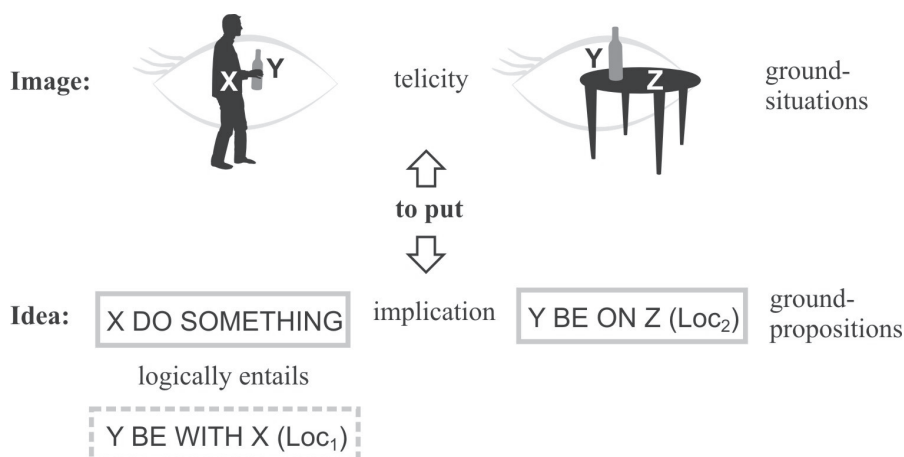 Image:
X
Y
telicity
Y
Z
ground-
situations
to put
Idea:
X DO SOMETHING
implication
Y BE ON Z (Loc₂)
ground-
propositions
logically entails
Y BE WITH X (Loc₁)